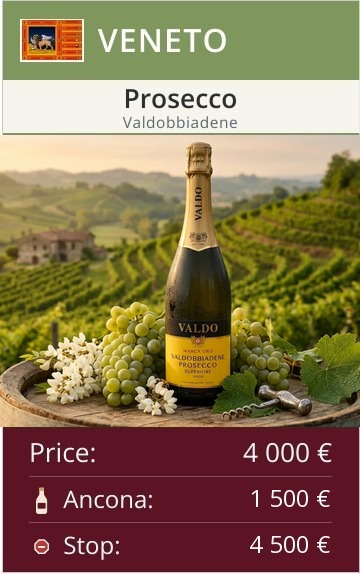 VENETO
Prosecco
Valdobbiadene
VALDO
VALDO
MARCA ORO
VALDOBBIADENE
PROSECCO
SUPERIORE
Price: 4 000 €
Ancona: 1 500 €
Stop: 4 500 €